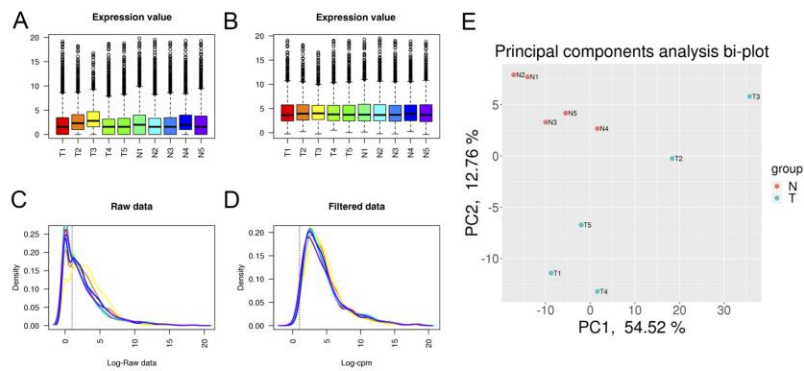 A
Expression value
20
15
10
5
0
T1
T2
T3
T4
T5
N1
N2
N3
N4
N5
B
Expression value
20
15
10
5
0
T1
T2
T3
T4
T5
N1
N2
N3
N4
N5
C
Raw data
Density
0.25
0.20
0.15
0.10
0.05
0.00
0
5
10
15
20
Log-Raw data
D
Filtered data
Density
0.20
0.15
0.10
0.05
0.00
0
5
10
15
20
Log-cpm
E
Principal components analysis bi-plot
PC2, 12.76 %
5
0
-5
-10
N2
N1
T3
N5
N3
N4
T2
T5
T1
T4
-10
0
10
20
30
PC1, 54.52 %
group
N
T